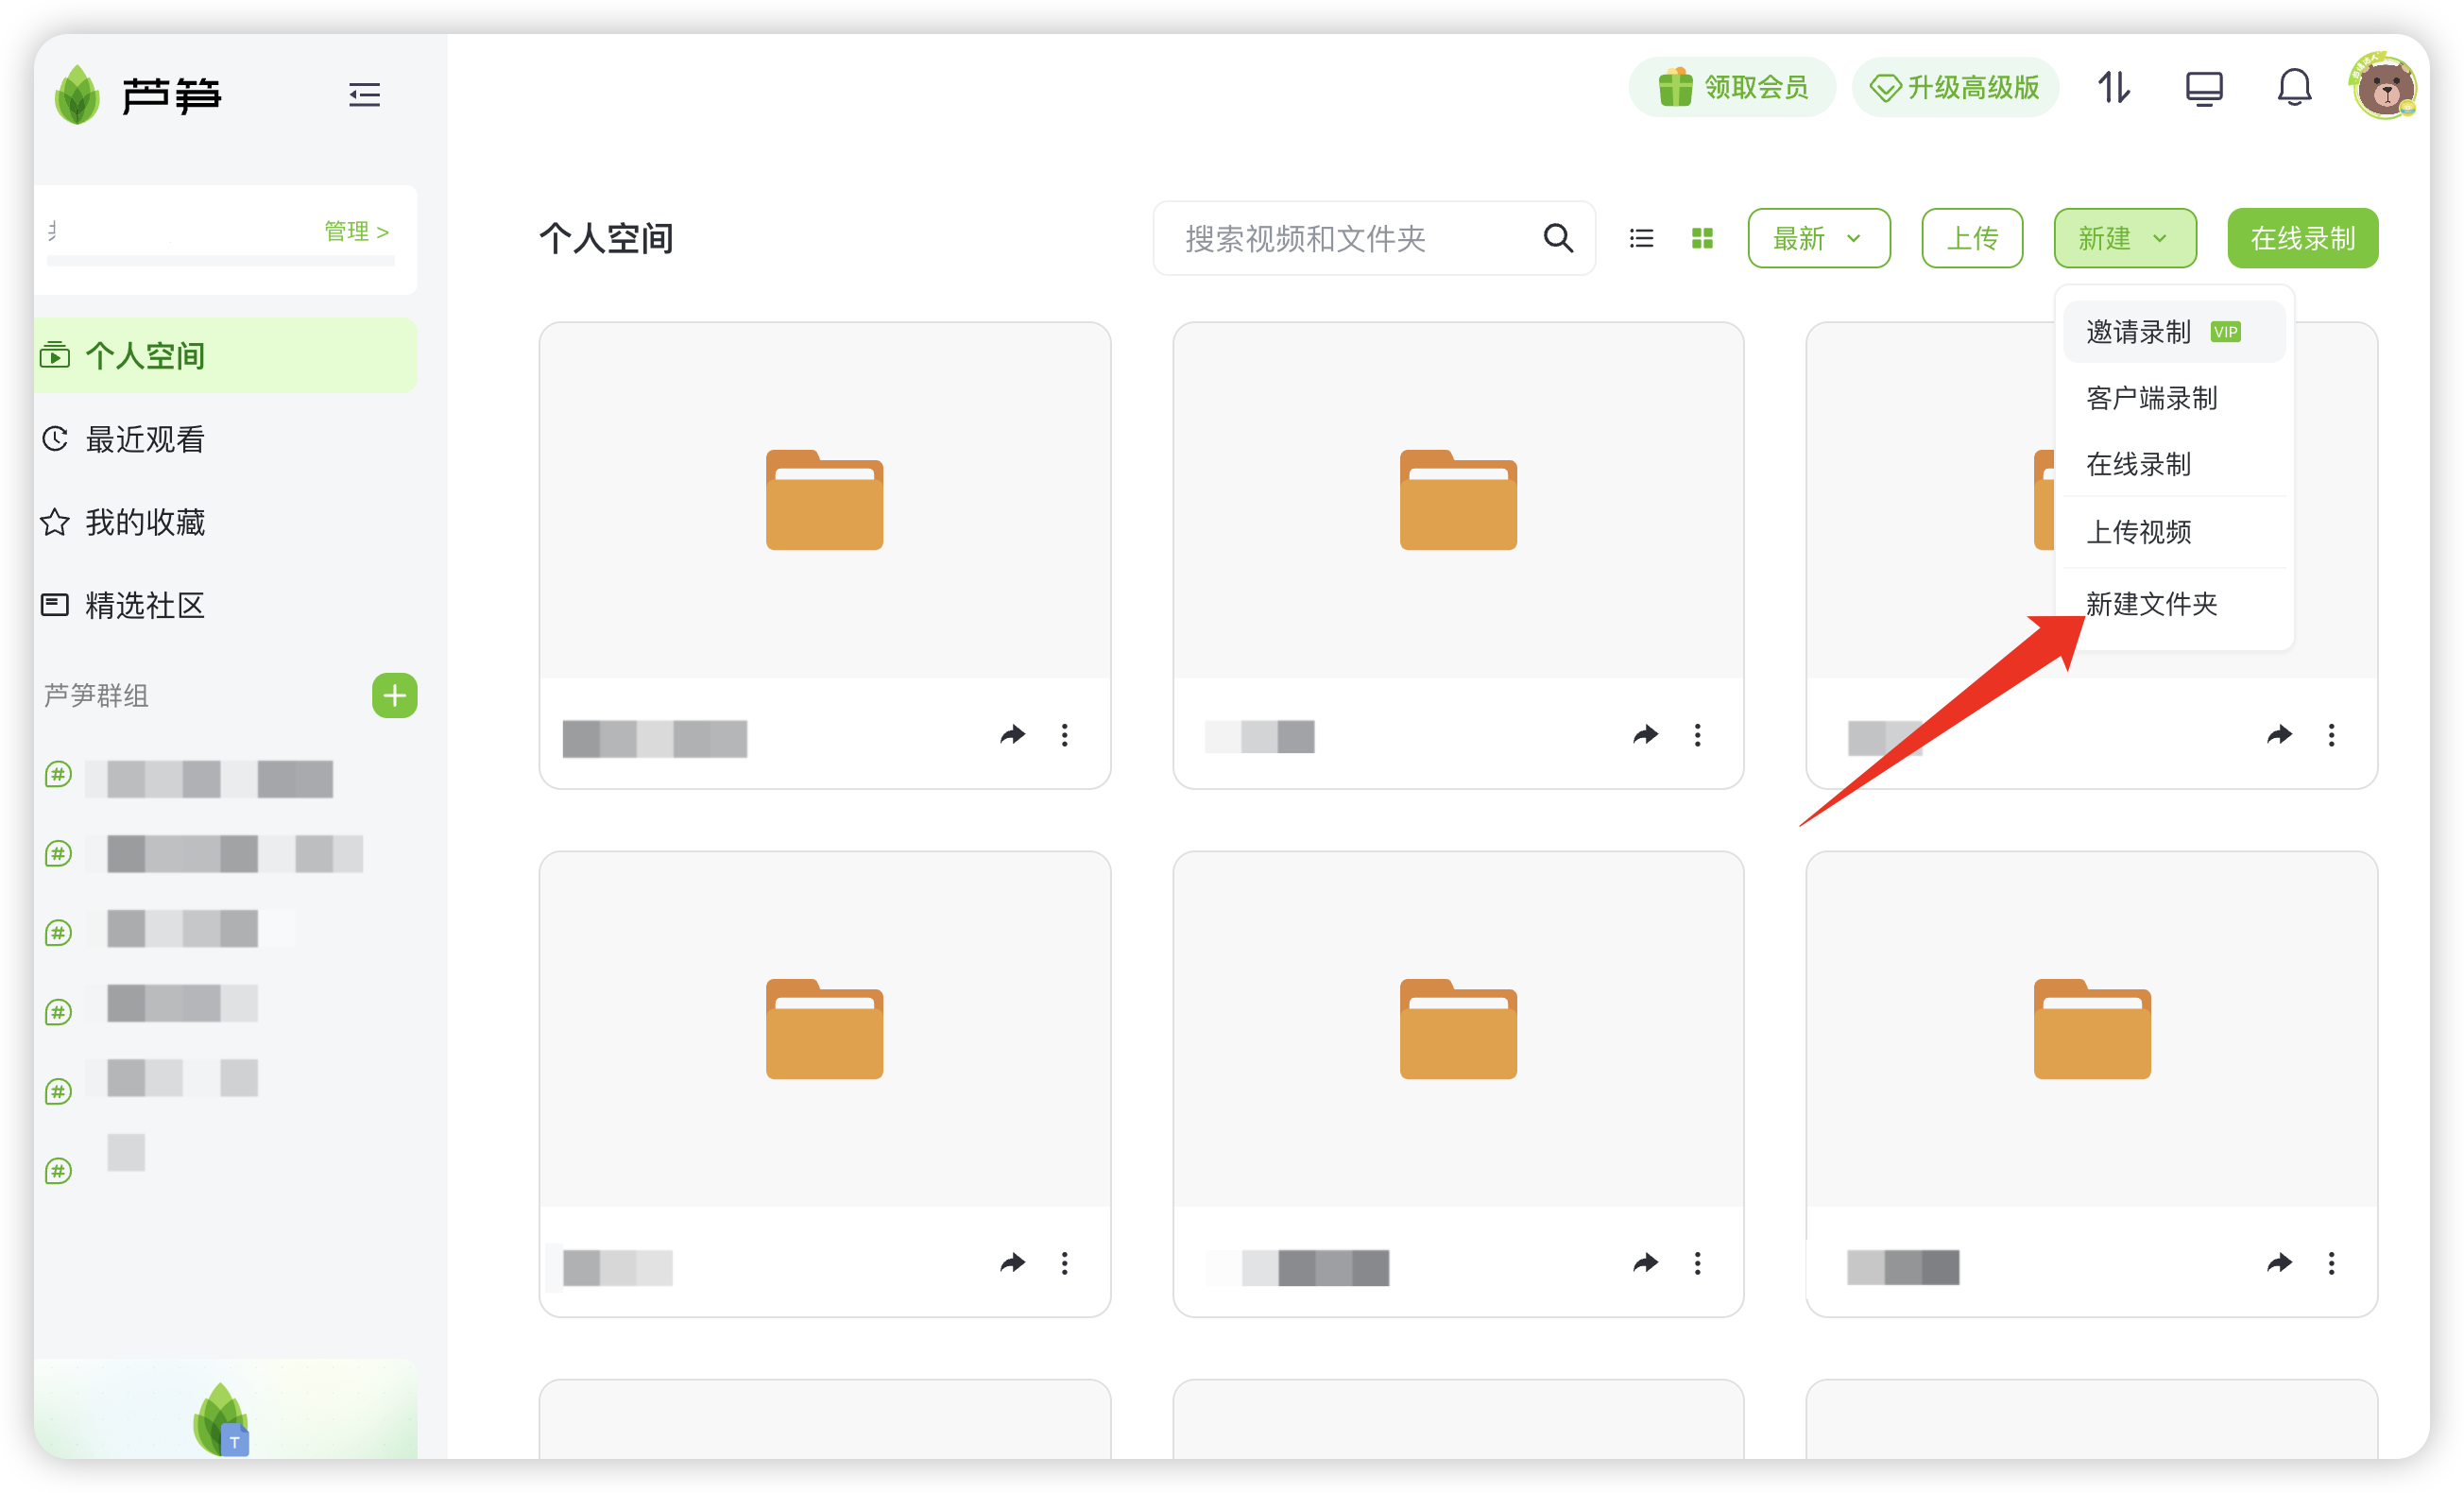 芦笋
领取会员
升级高级版
管理 >
个人空间
搜索视频和文件夹
最新
上传
新建
在线录制
个人空间
最近观看
我的收藏
精选社区
芦笋群组
邀请录制 VIP
客户端录制
在线录制
上传视频
新建文件夹
T